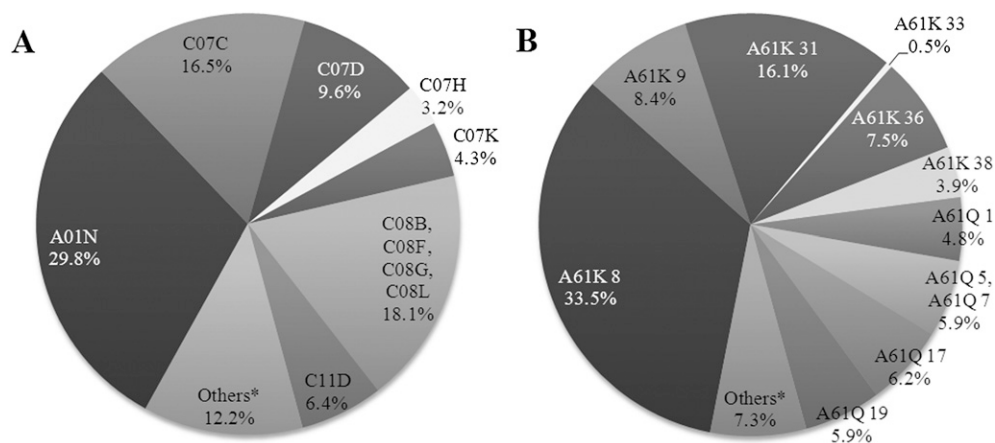 A
C07C
16.5%
C07D
9.6%
C07H
3.2%
C07K
4.3%
C08B,
C08F,
C08G,
C08L
18.1%
C11D
6.4%
Others*
12.2%
A01N
29.8%
B
A61K 9
8.4%
A61K 31
16.1%
A61K 33
0.5%
A61K 36
7.5%
A61K 38
3.9%
A61Q 1
4.8%
A61Q 5,
A61Q 7
5.9%
A61Q 17
6.2%
A61Q 19
5.9%
Others*
7.3%
A61K 8
33.5%